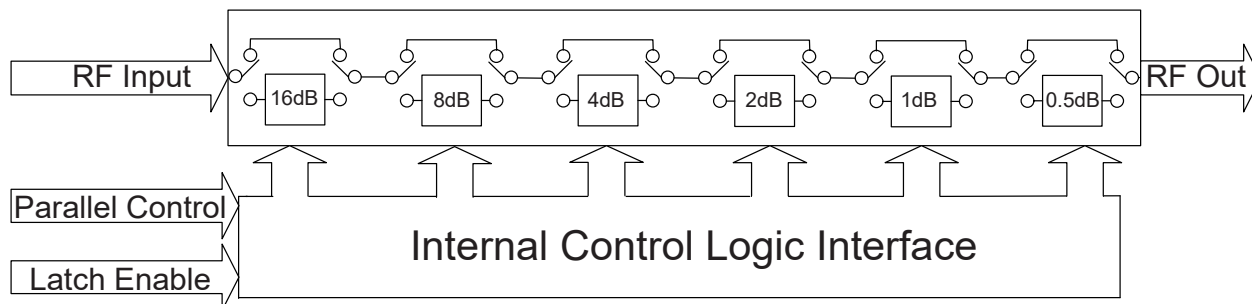 RF Input
16dB
8dB
4dB
2dB
1dB
0.5dB
RF Out
Parallel Control
Internal Control Logic Interface
Latch Enable